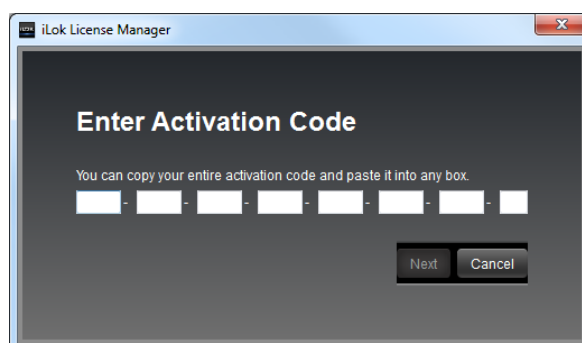 iLok License Manager
Enter Activation Code
You can copy your entire activation code and paste it into any box.
- - - - - - -
Next Cancel